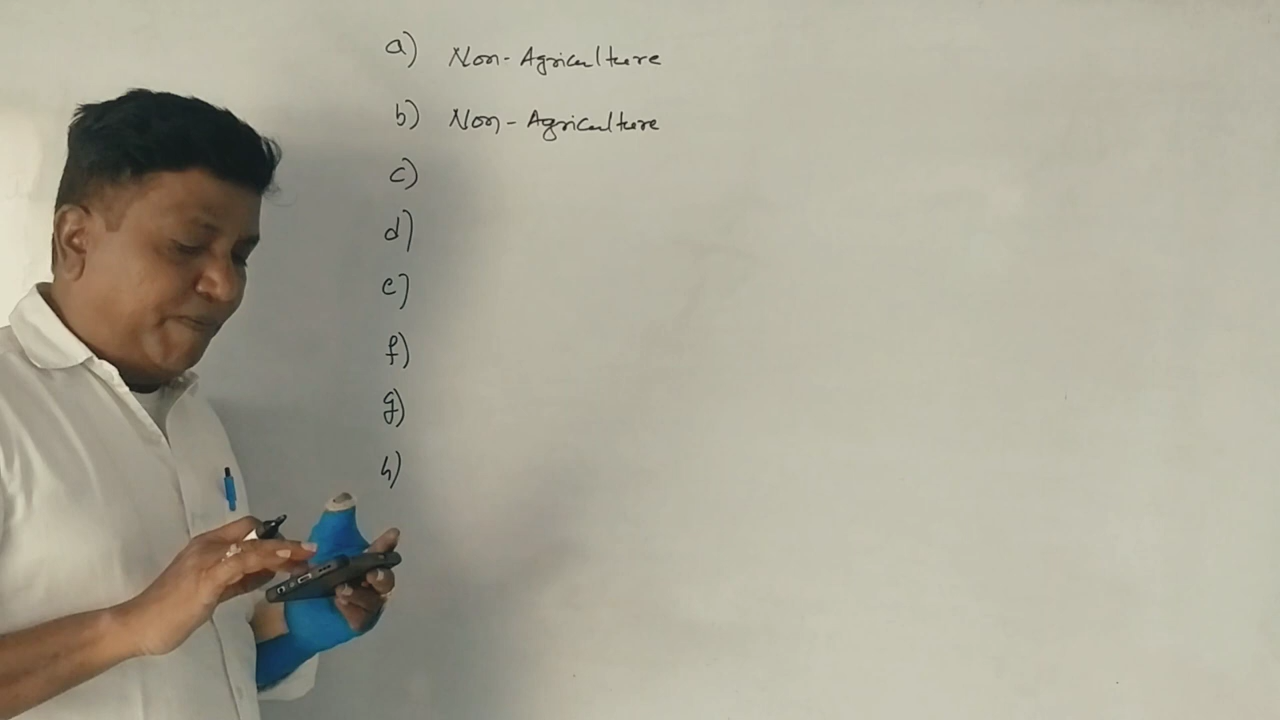 a) Non-Agriculture
b) Non-Agriculture
c)
d)
e)
f)
g)
h)